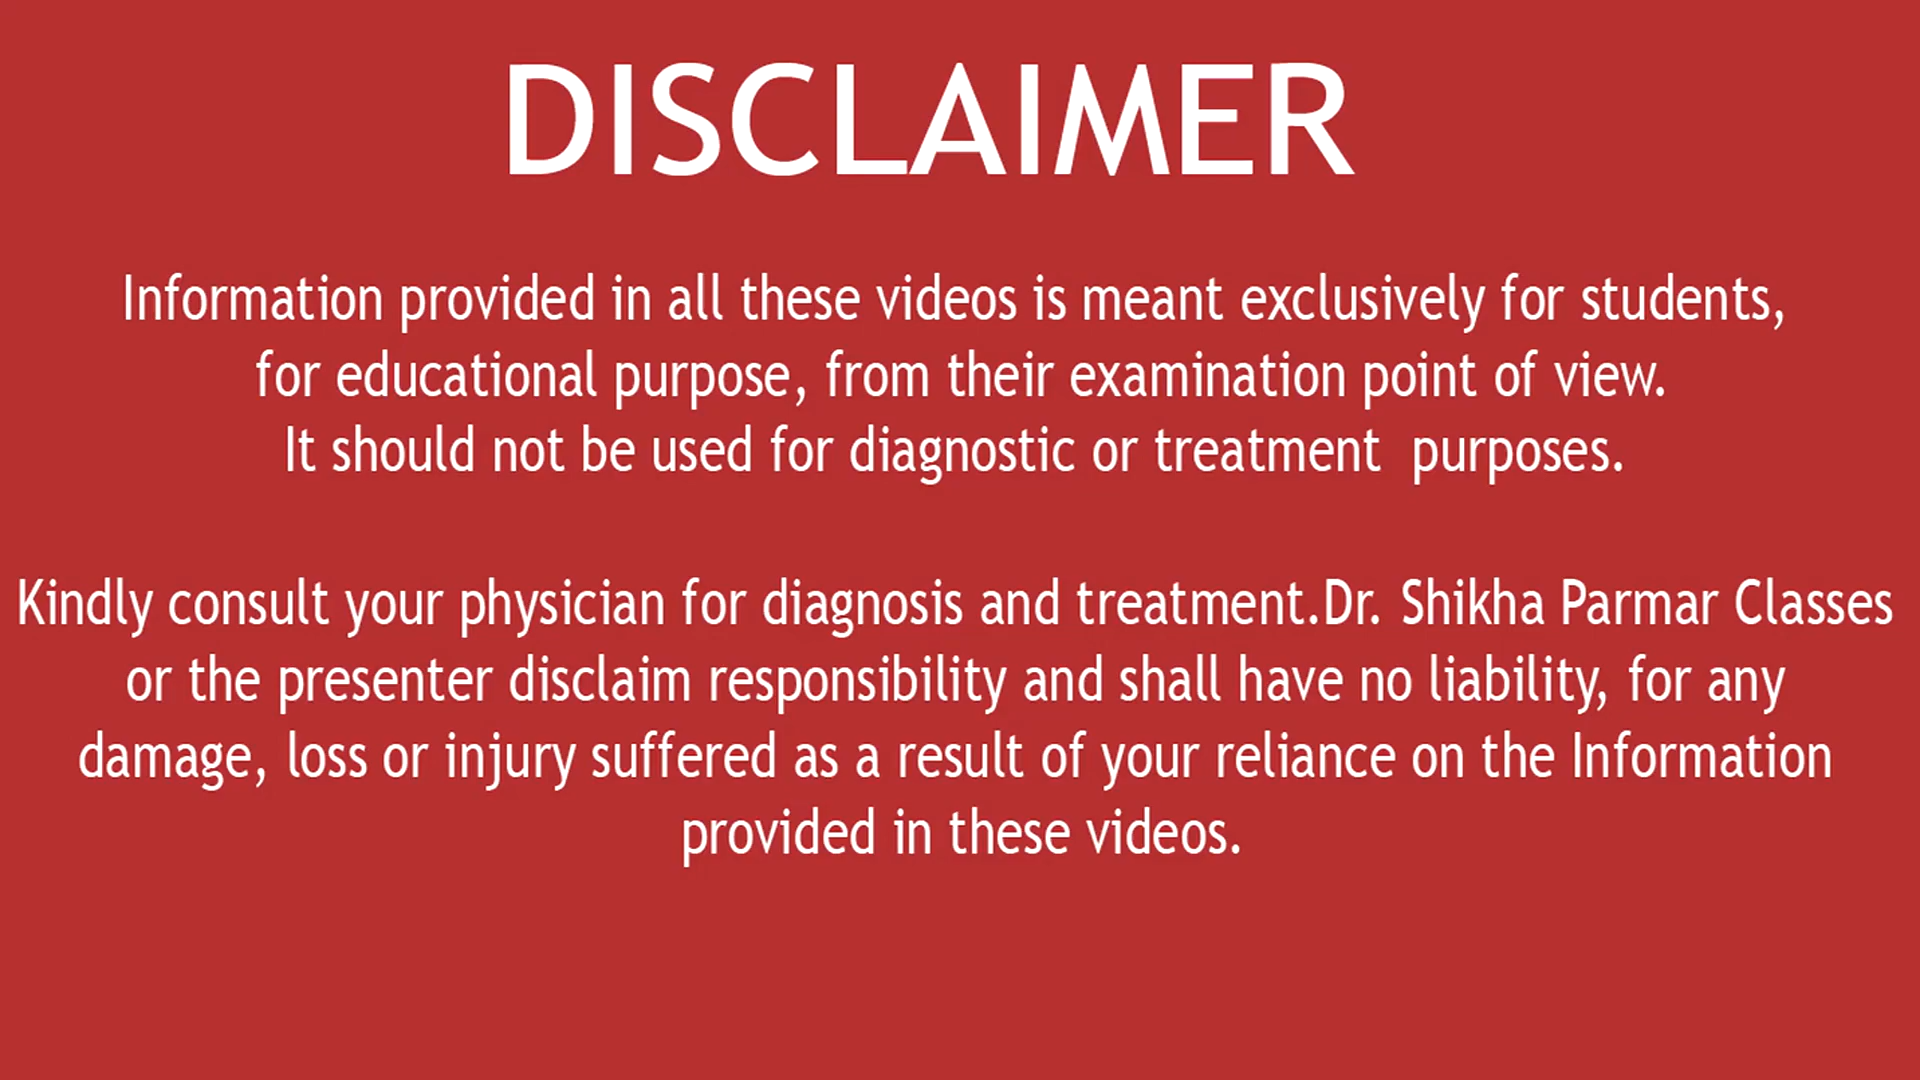 DISCLAIMER
Information provided in all these videos is meant exclusively for students,
for educational purpose, from their examination point of view.
It should not be used for diagnostic or treatment  purposes.
Kindly consult your physician for diagnosis and treatment.Dr. Shikha Parmar Classes
or the presenter disclaim responsibility and shall have no liability, for any
damage, loss or injury suffered as a result of your reliance on the Information
provided in these videos.